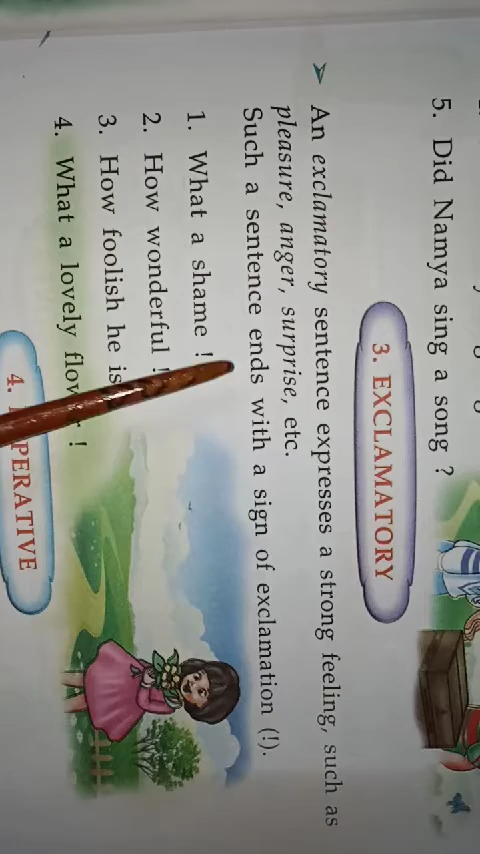 5. Did Namya sing a song ?
3. EXCLAMATORY
➤ An exclamatory sentence expresses a strong feeling, such as
pleasure, anger, surprise, etc.
Such a sentence ends with a sign of exclamation (!).
1. What a shame !
2. How wonderful !
3. How foolish he is
4. What a lovely !
4.